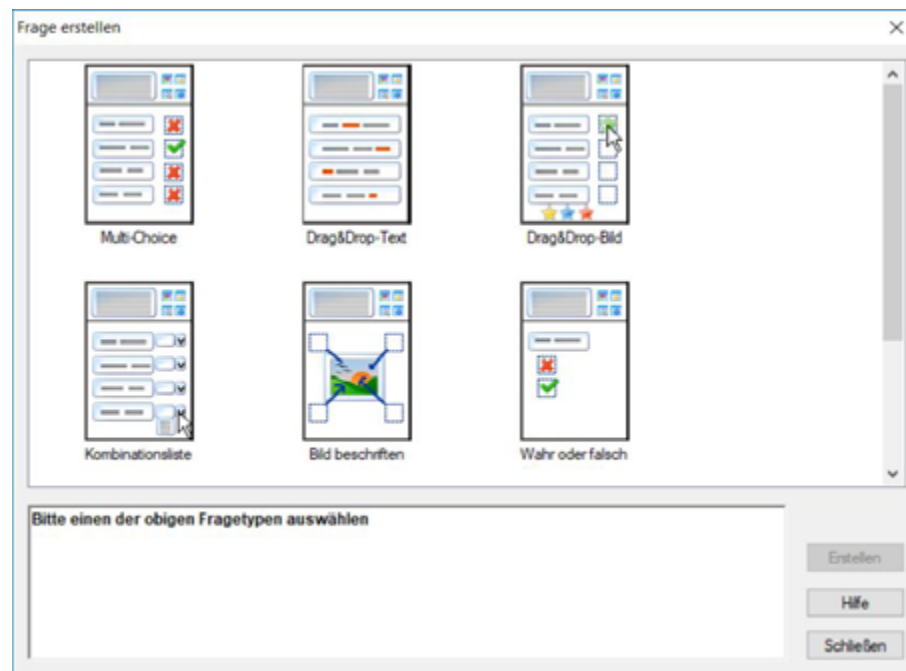 Frage erstellen
Multi-Choice
Drag&Drop-Text
Drag&Drop-Bild
Kombinationsliste
Bild beschriften
Wahr oder falsch
Bitte einen der obigen Fragetypen auswählen
Erstellen
Hilfe
Schließen